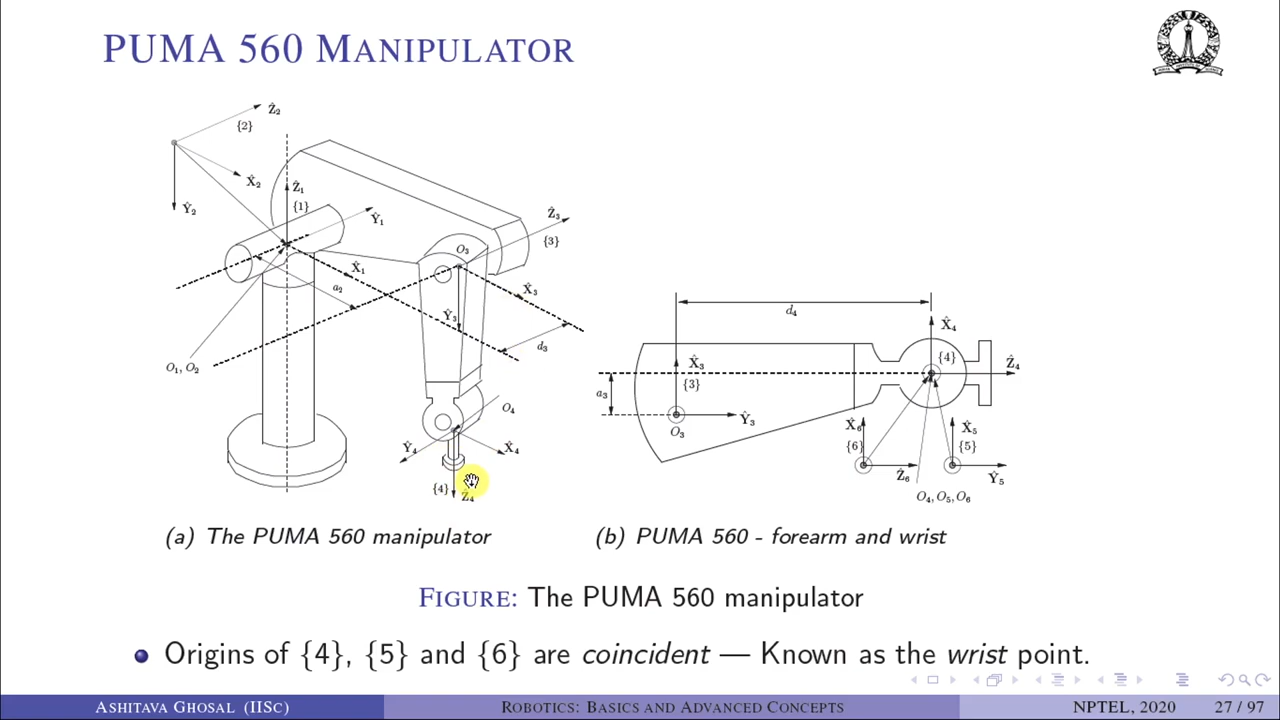 PUMA 560 MANIPULATOR
Ẑ₂
{2}
X̂₂
Ŷ₂
Ẑ₁
{1}
Ŷ₁
X̂₁
a₂
O₁, O₂
O₃
Ẑ₃
{3}
X̂₃
Ŷ₃
d₃
O₄
Ŷ₄
X̂₄
{4}
Ẑ₄
d₄
X̂₄
{4}
Ẑ₄
X̂₃
{3}
a₃
Ŷ₃
O₃
X̂₆
{6}
Ẑ₆
X̂₅
{5}
Ŷ₅
O₄, O₅, O₆
(a) The PUMA 560 manipulator
(b) PUMA 560 - forearm and wrist
FIGURE: The PUMA 560 manipulator
Origins of {4}, {5} and {6} are coincident — Known as the wrist point.
ASHITAVA GHOSAL (IISC)
ROBOTICS: BASICS AND ADVANCED CONCEPTS
NPTEL, 2020
27 / 97